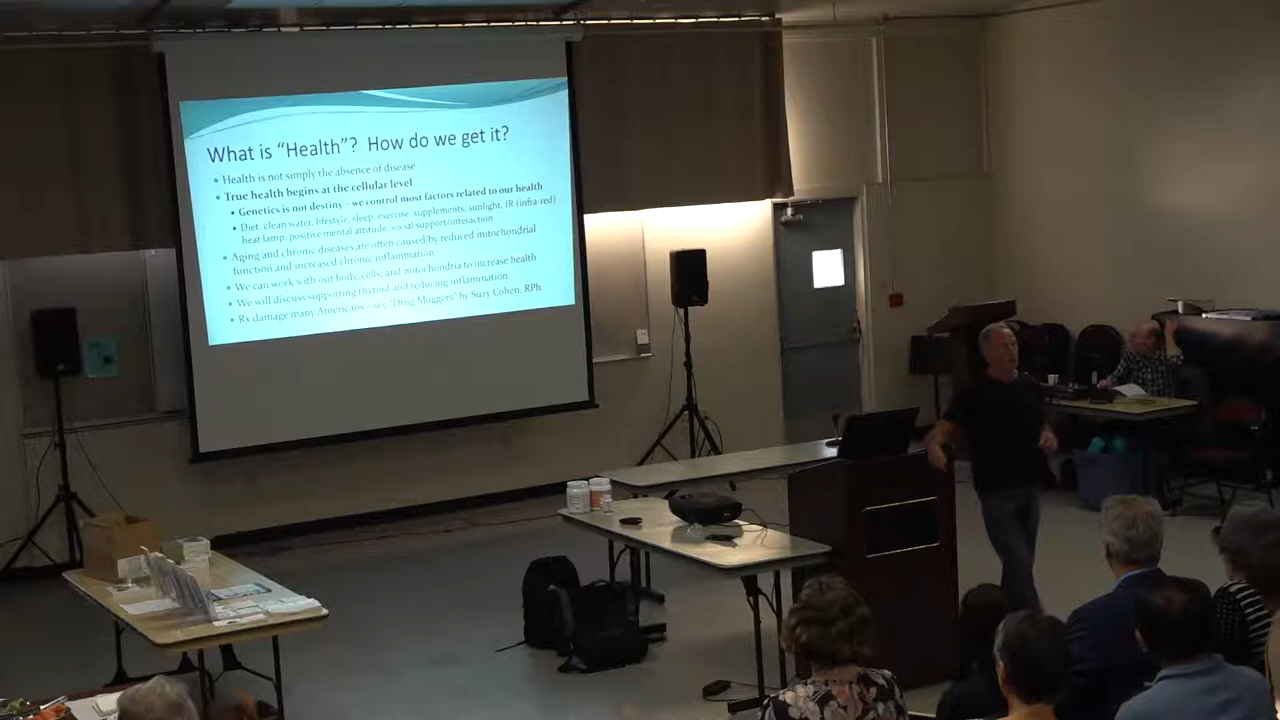 What is “Health”? How do we get it?
• Health is not simply the absence of disease
• True health begins at the cellular level
• Genetics is not destiny - we control most factors related to our health
• Diet, clean water, lifestyle, sleep, exercise, supplements, sunlight, IR (infra-red)
heat lamp, positive mental attitude, social support/interaction
• Aging and chronic diseases are often caused by reduced mitochondrial
function and increased chronic inflammation
• We can work with our body, cells, and mitochondria to increase health
• We will discuss supporting thyroid and reducing inflammation
• Rx damage many Americans - see "Drug Muggers" by Suzy Cohen, RPh